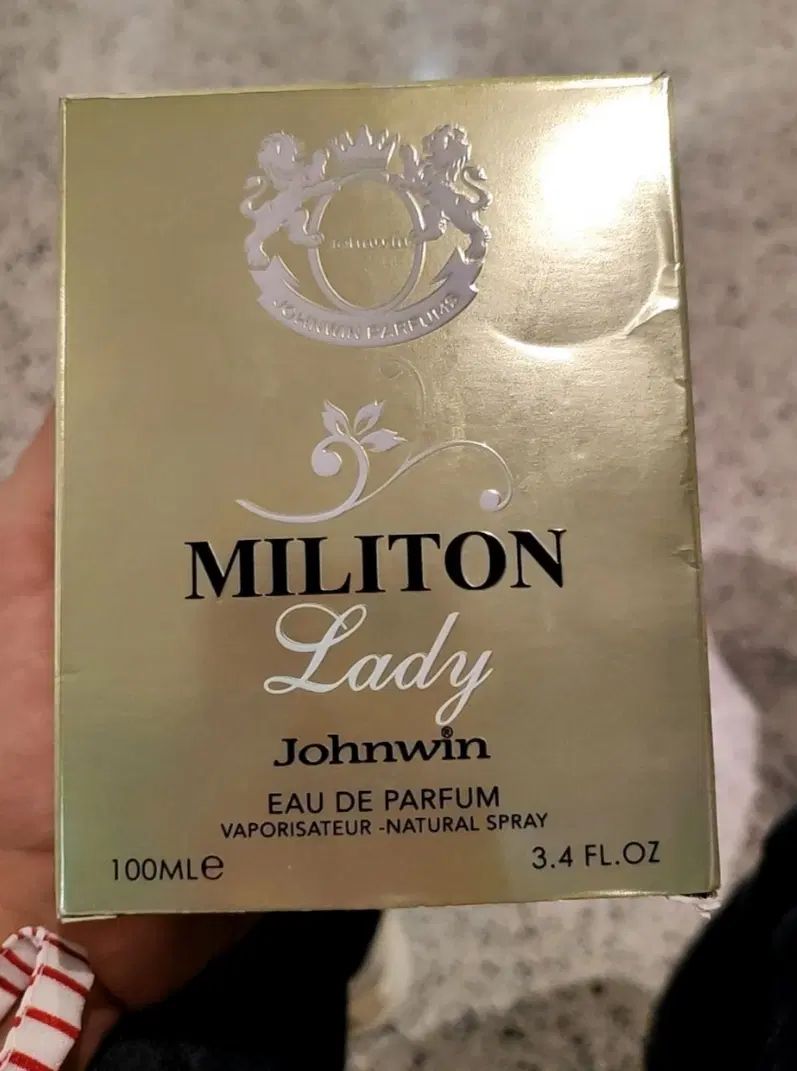 Johnwin
JOHNWIN PARFUMS
MILITON
Lady
Johnwin®
EAU DE PARFUM
VAPORISATEUR -NATURAL SPRAY
100ML℮
3.4 FL.OZ